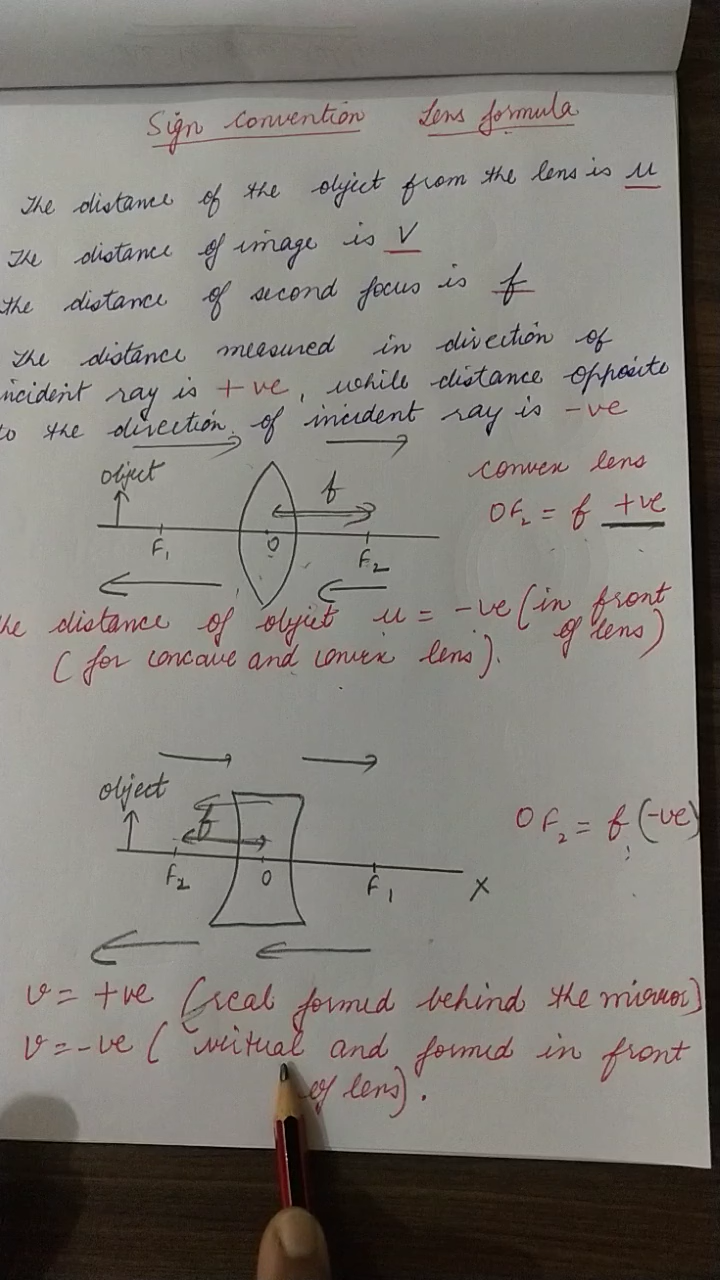 Sign convention Lens formula
The distance of the object from the lens is u
The distance of image is V
the distance of second focus is f
The distance measured in direction of
incident ray is +ve, while distance opposite
to the direction of incident ray is -ve
object
f
convex lens
OF₂ = f +ve
F₁ O F₂
he distance of object u = -ve (in front
of lens)
(for concave and convex lens).
object
f
OF₂ = f (-ve)
F₂ O F₁ X
v = +ve (real formed behind the mirror)
v = -ve ( virtual and formed in front
of lens).